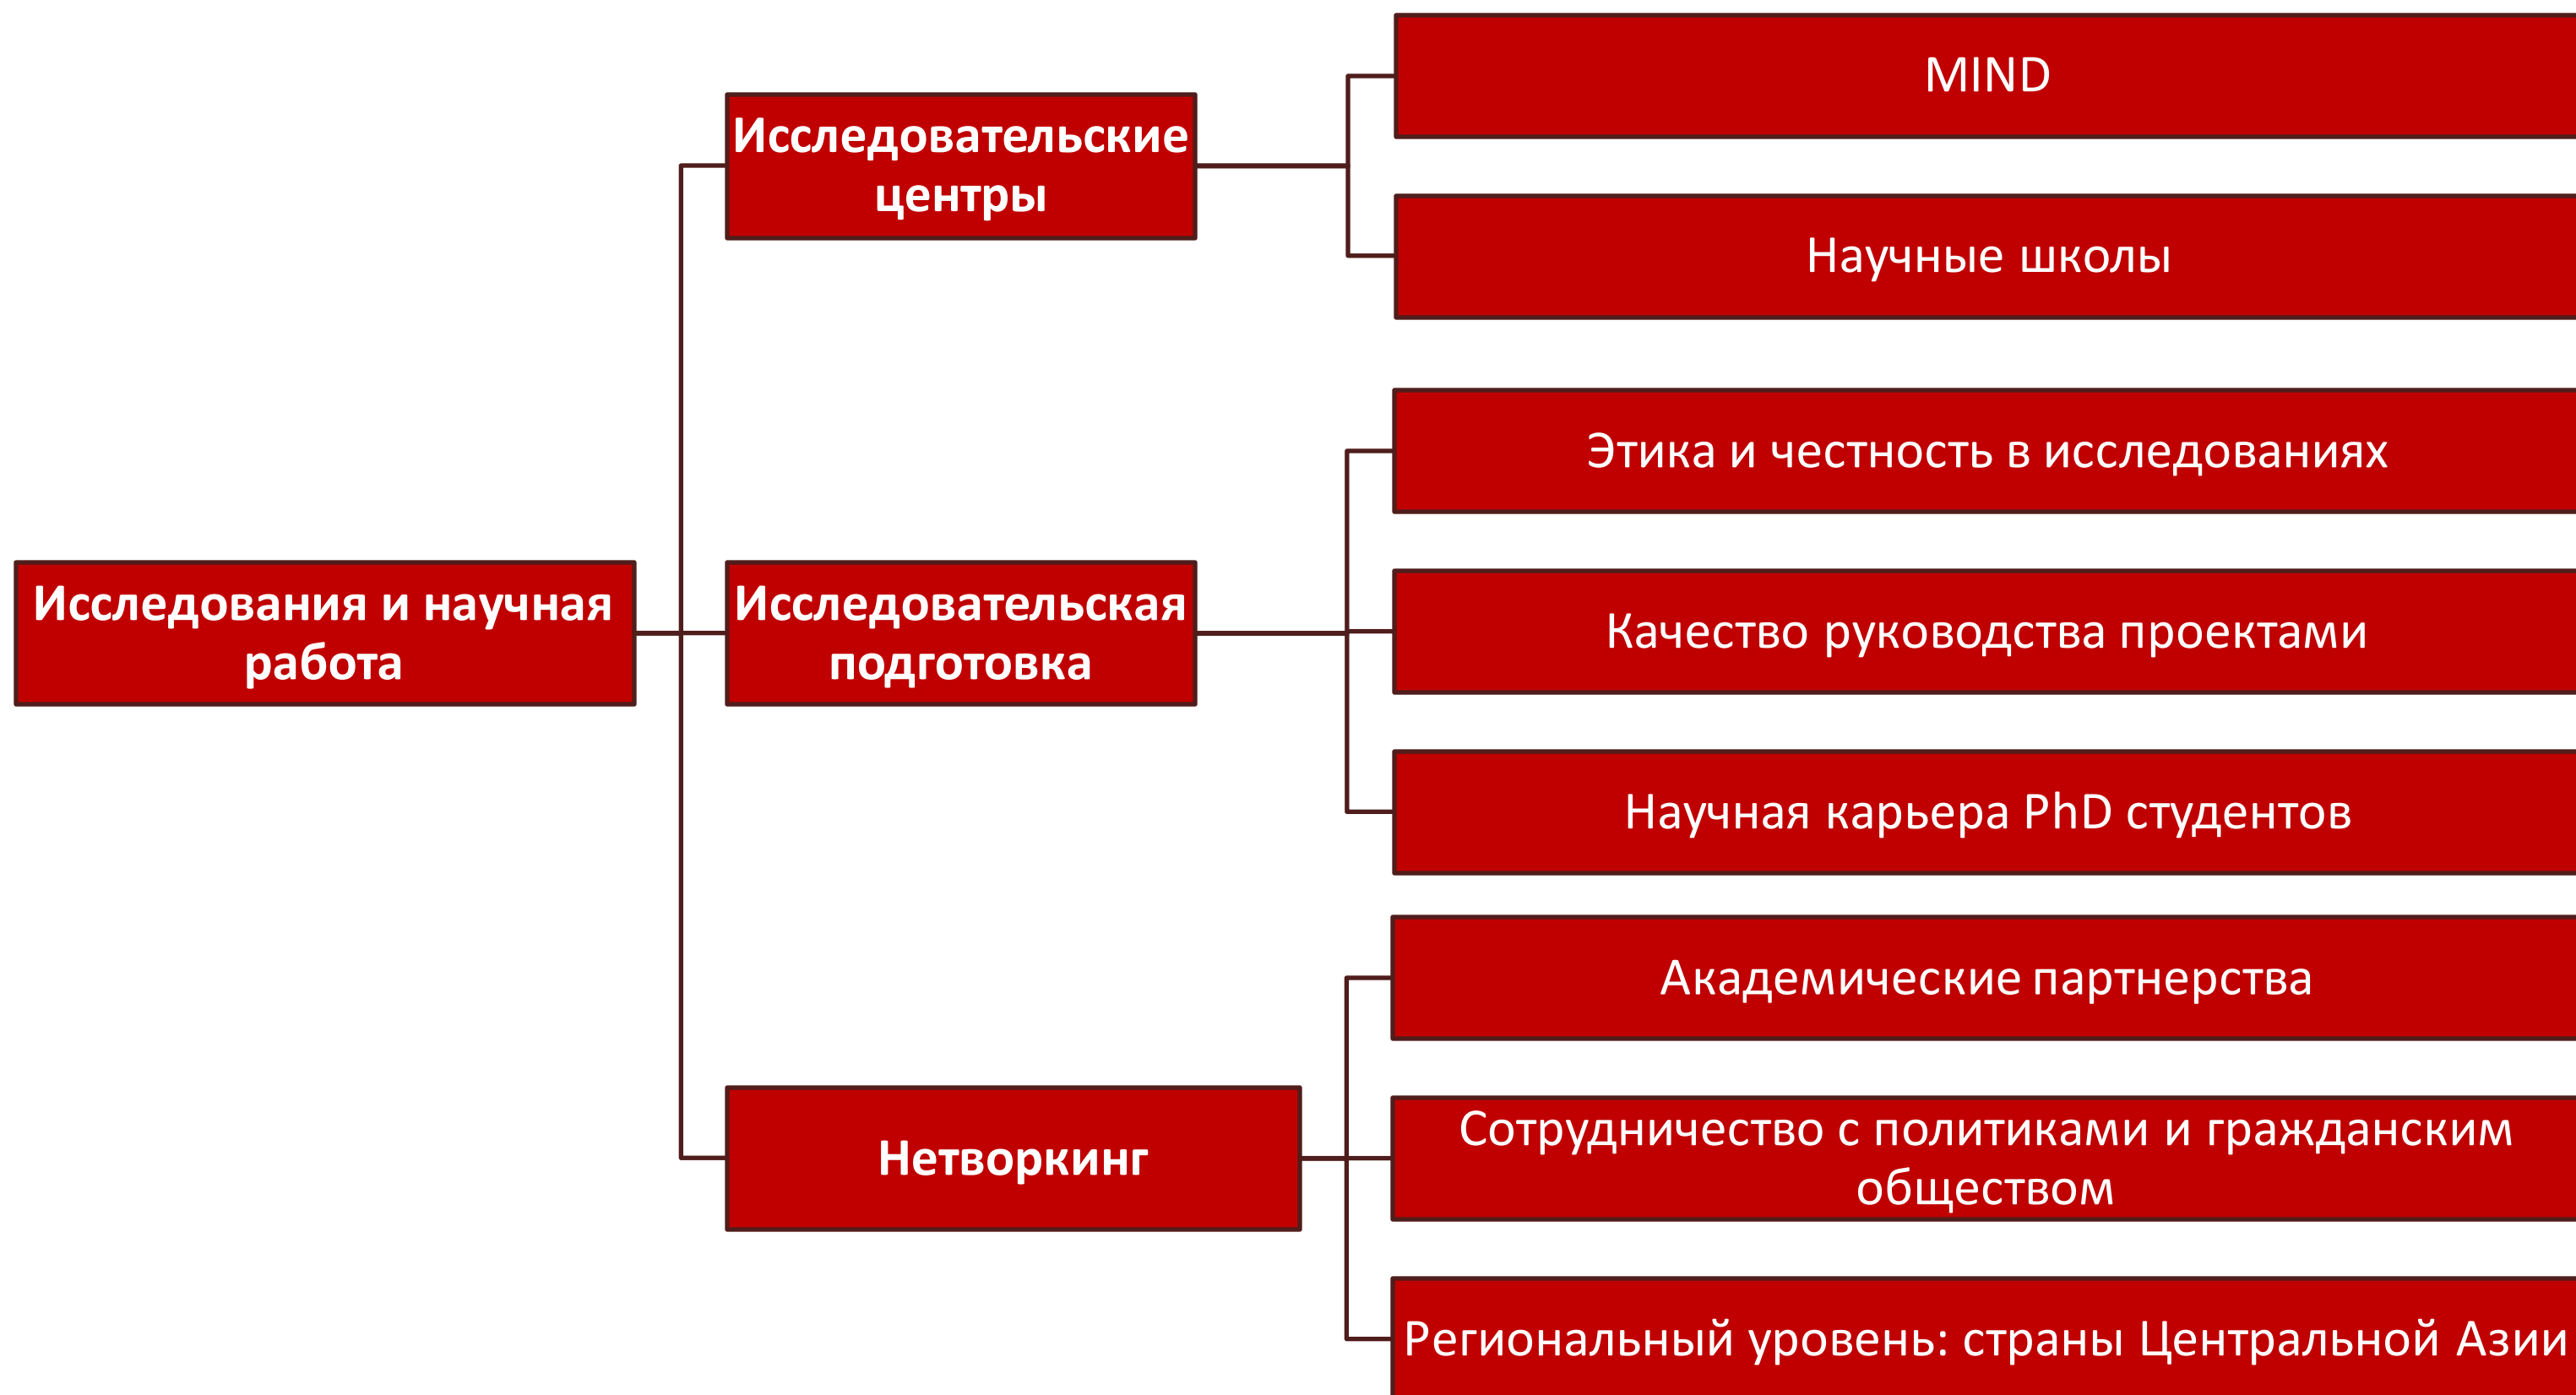 MIND
Исследовательские
центры
Научные школы
Этика и честность в исследованиях
Исследования и научная
работа
Исследовательская
подготовка
Качество руководства проектами
Научная карьера PhD студентов
Академические партнерства
Нетворкинг
Сотрудничество с политиками и гражданским
обществом
Региональный уровень: страны Центральной Азии